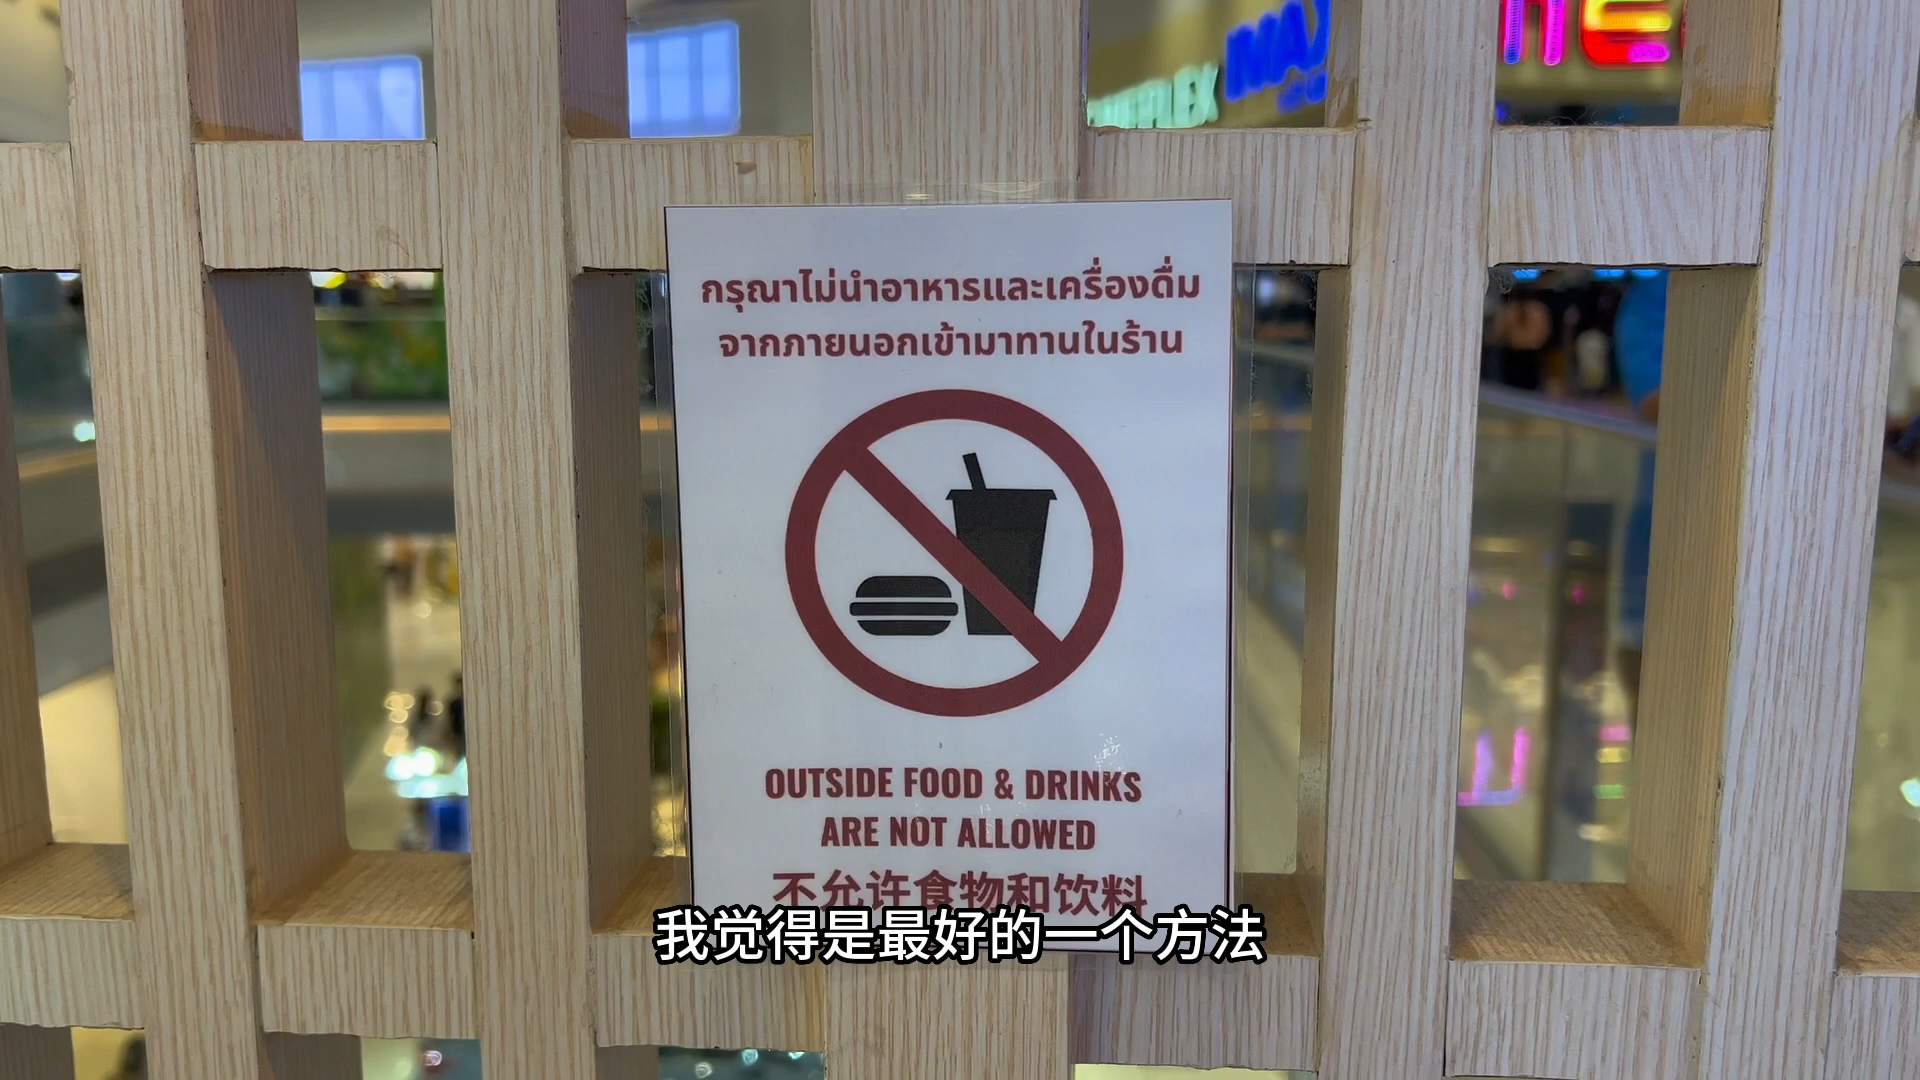 IMAX
กรุณาไม่นำอาหารและเครื่องดื่ม
จากภายนอกเข้ามาทานในร้าน
OUTSIDE FOOD & DRINKS
ARE NOT ALLOWED
不允许食物和饮料
我觉得是最好的一个方法